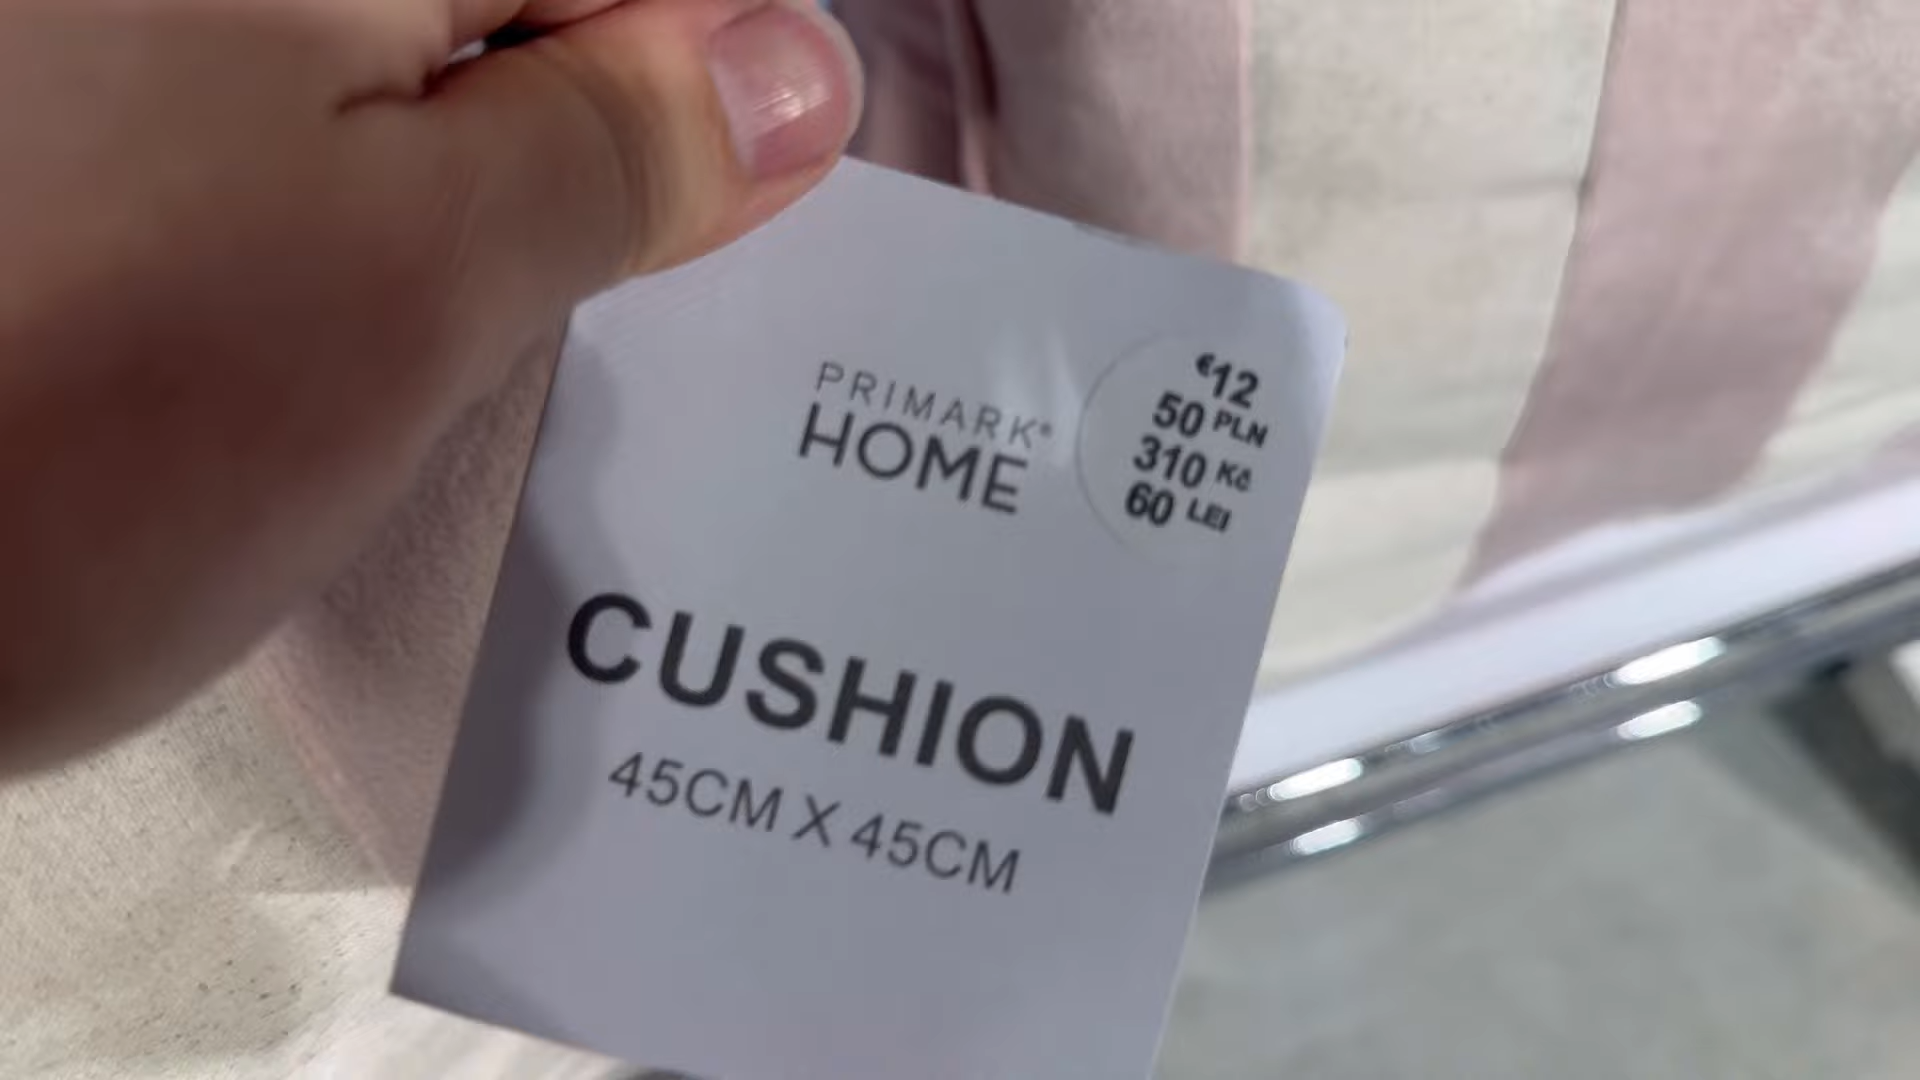 PRIMARK®
HOME
€12
50 PLN
310 Kč
60 LEI
CUSHION
45CM X 45CM